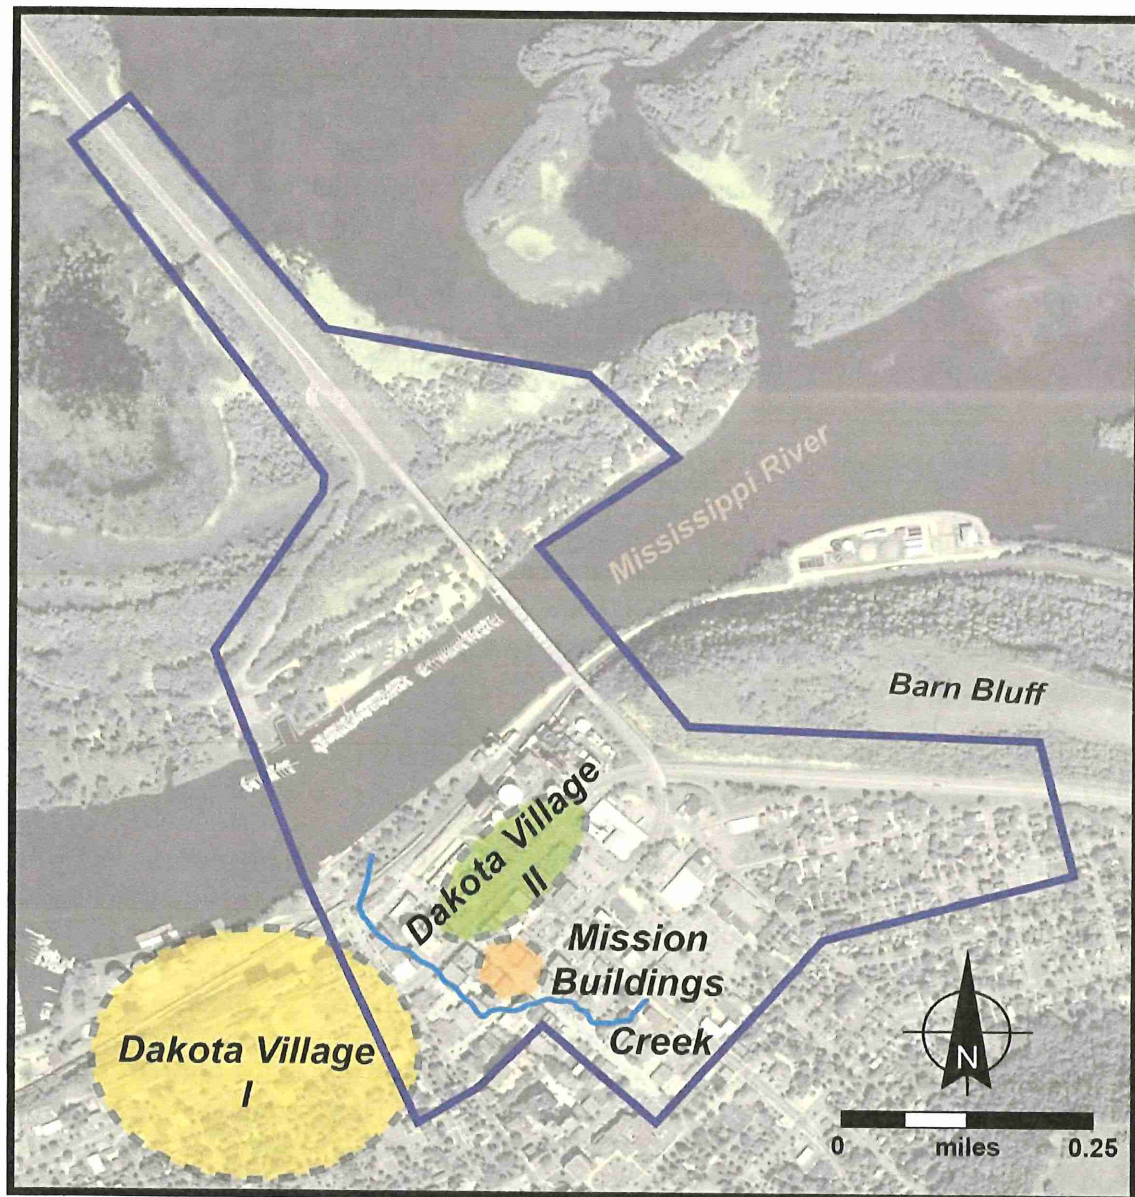 Mississippi River
Barn Bluff
Dakota Village
II
Mission
Buildings
Creek
Dakota Village
I
N
0
miles
0.25